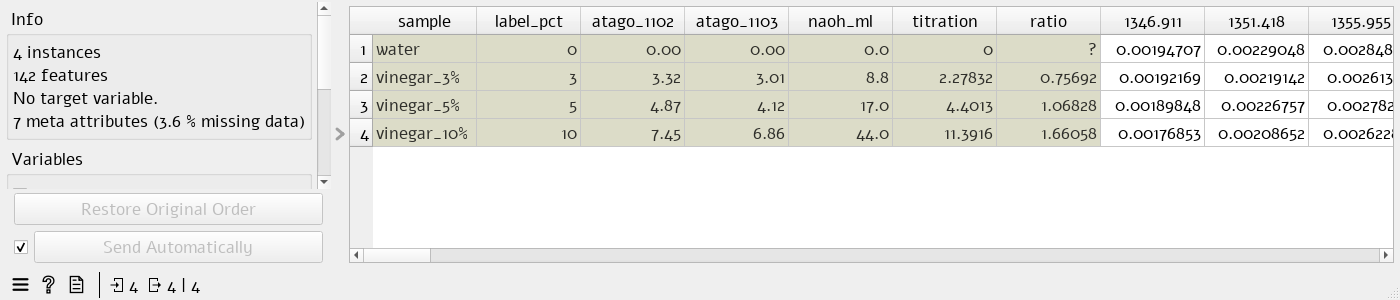 Info
4 instances
142 features
No target variable.
7 meta attributes (3.6 % missing data)
Variables
Restore Original Order
Send Automatically
4 4 | 4
sample label_pct atago_1102 atago_1103 naoh_ml titration ratio 1346.911 1351.418 1355.955
1 water 0 0.00 0.00 0.0 0 ? 0.00194707 0.00229048 0.002848
2 vinegar_3% 3 3.32 3.01 8.8 2.27832 0.75692 0.00192169 0.00219142 0.002613
3 vinegar_5% 5 4.87 4.12 17.0 4.4013 1.06828 0.00189848 0.00226757 0.002782
4 vinegar_10% 10 7.45 6.86 44.0 11.3916 1.66058 0.00176853 0.00208652 0.0026228